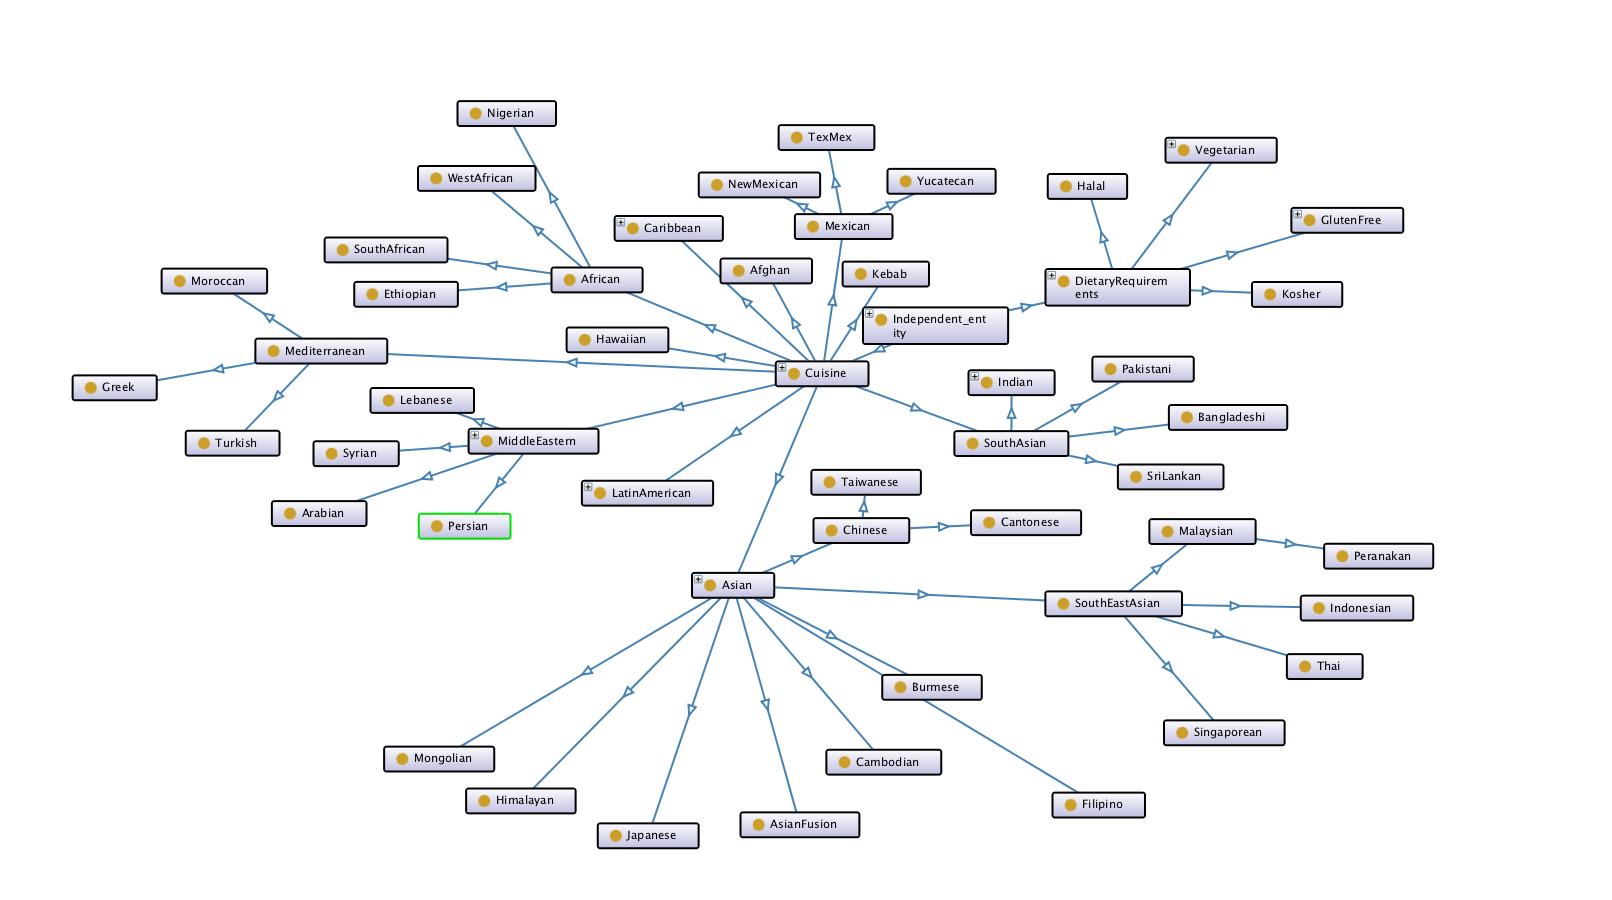 Nigerian
TexMex
Vegetarian
WestAfrican
NewMexican
Yucatecan
Halal
GlutenFree
Caribbean
Mexican
SouthAfrican
Moroccan
African
Afghan
Kebab
DietaryRequirem
ents
Ethiopian
Kosher
Independent_ent
ity
Hawaiian
Mediterranean
Cuisine
Greek
Indian
Pakistani
Lebanese
Bangladeshi
Turkish
MiddleEastern
SouthAsian
Syrian
SriLankan
Taiwanese
LatinAmerican
Arabian
Persian
Chinese
Cantonese
Malaysian
Peranakan
Asian
SouthEastAsian
Indonesian
Thai
Burmese
Singaporean
Mongolian
Cambodian
Himalayan
Filipino
Japanese
AsianFusion